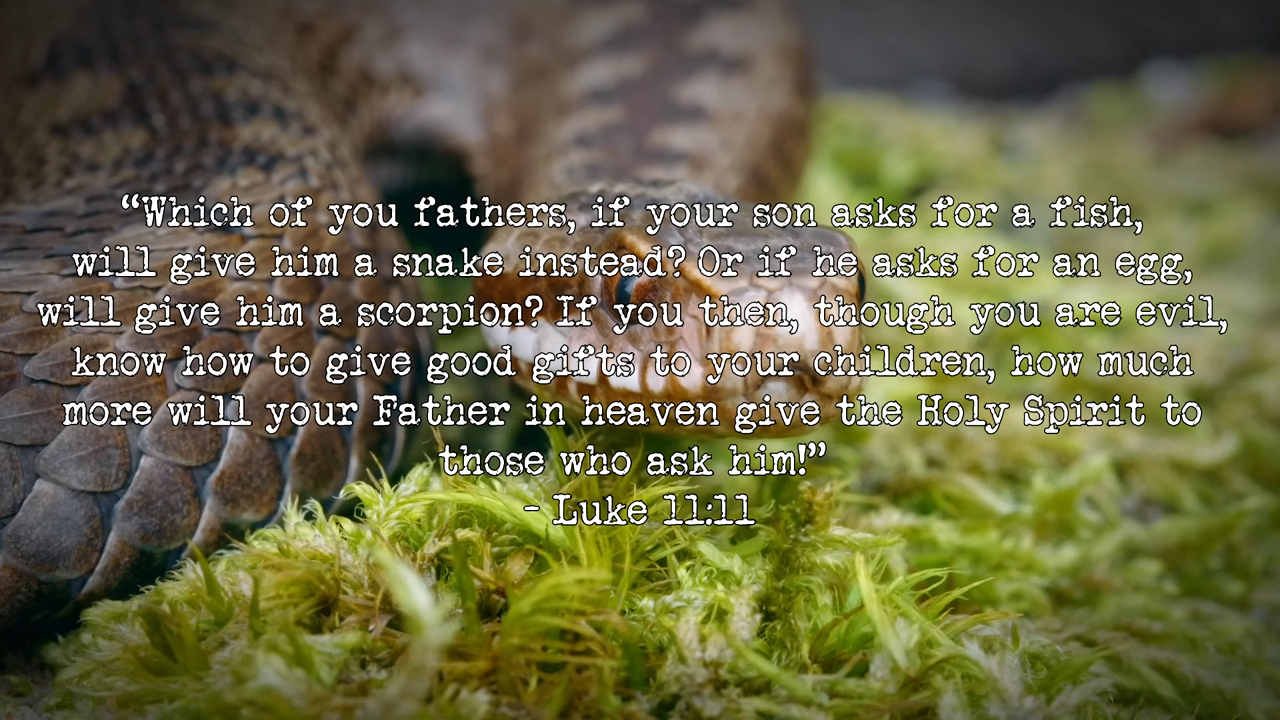 “Which of you fathers, if your son asks for a fish,
will give him a snake instead? Or if he asks for an egg,
will give him a scorpion? If you then, though you are evil,
know how to give good gifts to your children, how much
more will your Father in heaven give the Holy Spirit to
those who ask him!”
- Luke 11:11